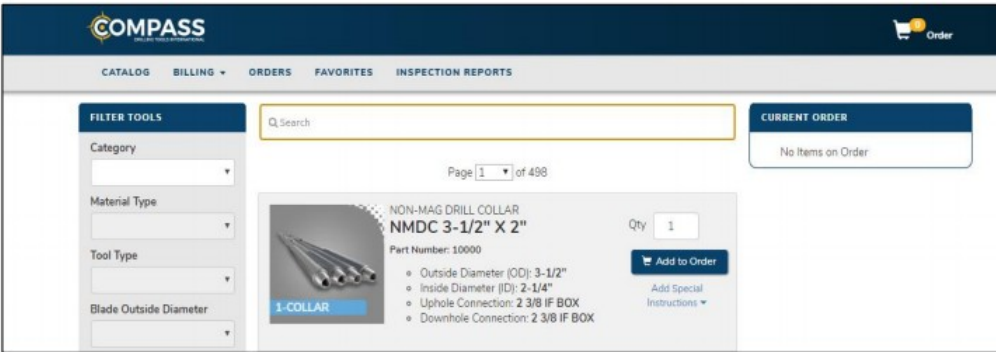 COMPASS
DRILLING TOOLS INTERNATIONAL
0
Order
CATALOG BILLING ORDERS FAVORITES INSPECTION REPORTS
FILTER TOOLS
Category
Material Type
Tool Type
Blade Outside Diameter
Search
Page 1 of 498
1-COLLAR
NON-MAG DRILL COLLAR
NMDC 3-1/2" X 2"
Part Number: 10000
Outside Diameter (OD): 3-1/2"
Inside Diameter (ID): 2-1/4"
Uphole Connection: 2 3/8 IF BOX
Downhole Connection: 2 3/8 IF BOX
Qty 1
Add to Order
Add Special
Instructions
CURRENT ORDER
No Items on Order